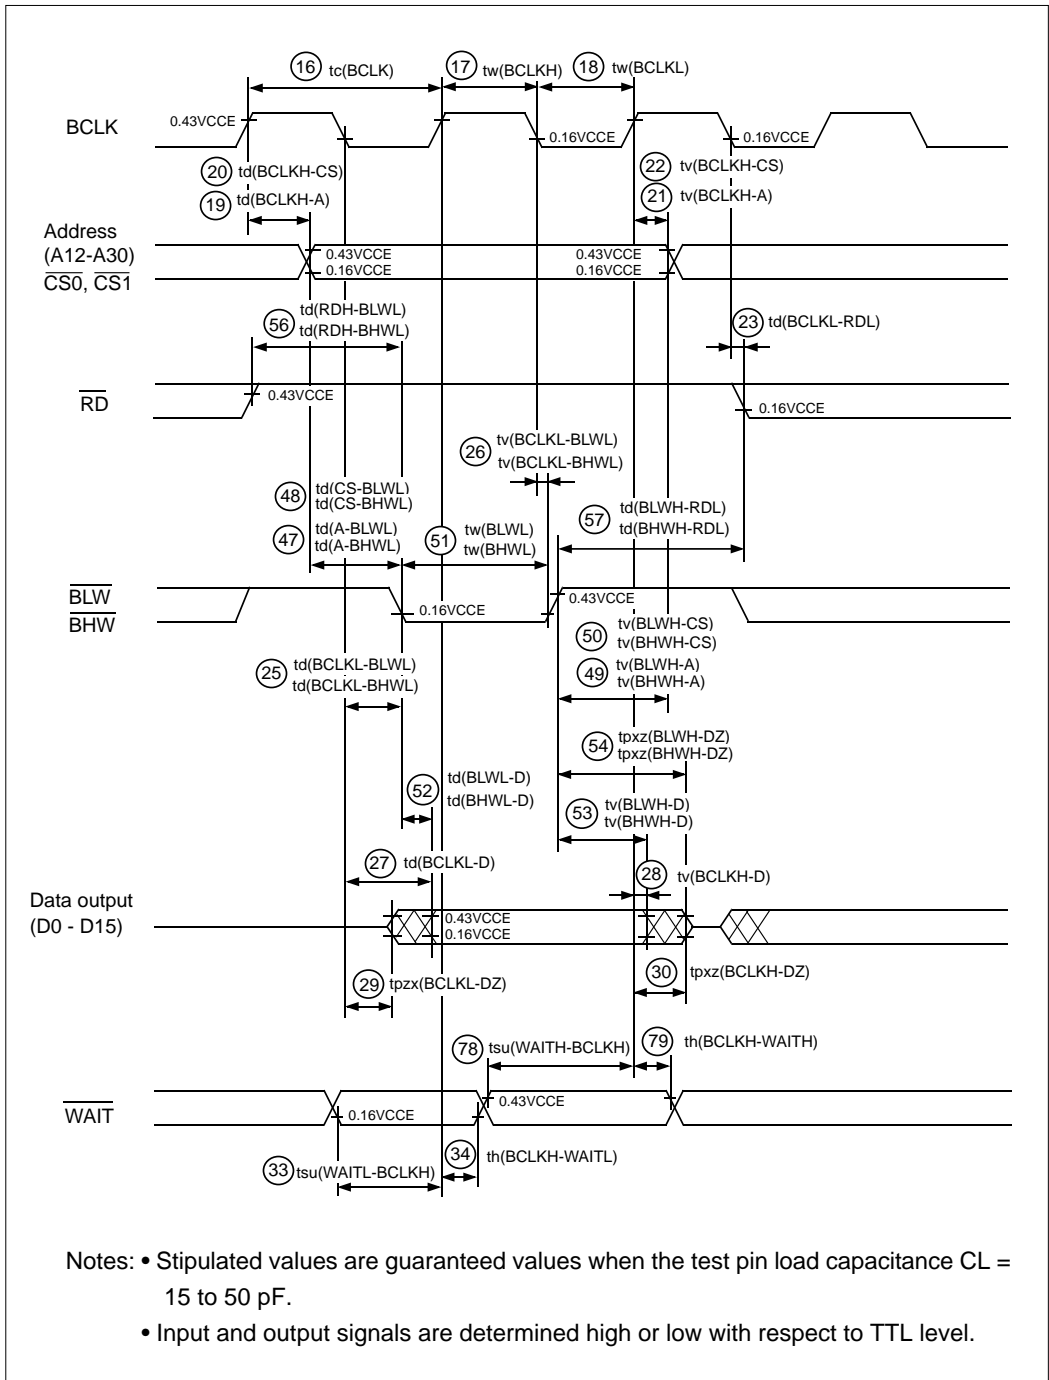 16 tc(BCLK)
17 tw(BCLKH)
18 tw(BCLKL)
BCLK
0.43VCCE
0.16VCCE
0.16VCCE
20 td(BCLKH-CS)
19 td(BCLKH-A)
22 tv(BCLKH-CS)
21 tv(BCLKH-A)
Address
(A12-A30)
CS0, CS1
0.43VCCE
0.16VCCE
0.43VCCE
0.16VCCE
56 td(RDH-BLWL)
td(RDH-BHWL)
23 td(BCLKL-RDL)
RD
0.43VCCE
0.16VCCE
26 tv(BCLKL-BLWL)
tv(BCLKL-BHWL)
48 td(CS-BLWL)
td(CS-BHWL)
47 td(A-BLWL)
td(A-BHWL)
51 tw(BLWL)
tw(BHWL)
57 td(BLWH-RDL)
td(BHWH-RDL)
BLW
BHW
0.16VCCE
0.43VCCE
50 tv(BLWH-CS)
tv(BHWH-CS)
49 tv(BLWH-A)
tv(BHWH-A)
25 td(BCLKL-BLWL)
td(BCLKL-BHWL)
54 tpxz(BLWH-DZ)
tpxz(BHWH-DZ)
52 td(BLWL-D)
td(BHWL-D)
53 tv(BLWH-D)
tv(BHWH-D)
27 td(BCLKL-D)
28 tv(BCLKH-D)
Data output
(D0 - D15)
0.43VCCE
0.16VCCE
29 tpzx(BCLKL-DZ)
30 tpxz(BCLKH-DZ)
78 tsu(WAITH-BCLKH)
79 th(BCLKH-WAITH)
WAIT
0.16VCCE
0.43VCCE
33 tsu(WAITL-BCLKH)
34 th(BCLKH-WAITL)
Notes: • Stipulated values are guaranteed values when the test pin load capacitance CL =
15 to 50 pF.
• Input and output signals are determined high or low with respect to TTL level.